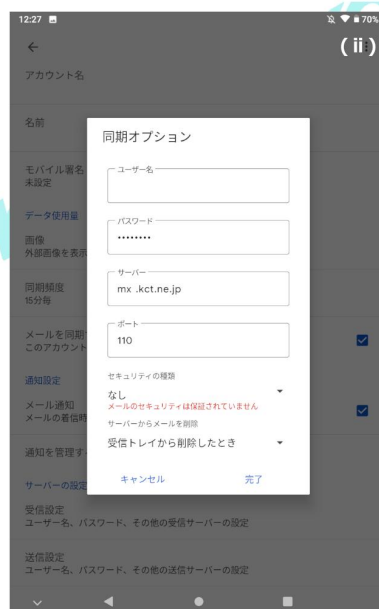 12:27
70%
( ii )
アカウント名
名前
モバイル署名
未設定
データ使用量
画像
外部画像を表示
同期頻度
15分毎
メールを同期
このアカウント
通知設定
メール通知
メールの着信時
通知を管理す
サーバーの設定
受信設定
ユーザー名、パスワード、その他の受信サーバーの設定
送信設定
ユーザー名、パスワード、その他の送信サーバーの設定
同期オプション
ユーザー名
パスワード
••••••••
サーバー
mx .kct.ne.jp
ポート
110
セキュリティの種類
なし
メールのセキュリティは保証されていません
サーバーからメールを削除
受信トレイから削除したとき
キャンセル 完了